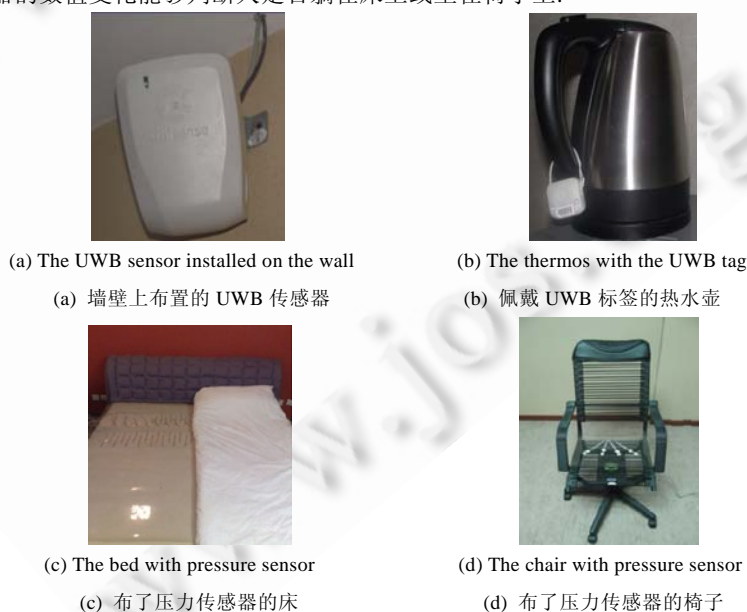 器的数值变化能够判断人是否躺在床上或坐在椅子上.
(a) The UWB sensor installed on the wall
(b) The thermos with the UWB tag
(a) 墙壁上布置的 UWB 传感器
(b) 佩戴 UWB 标签的热水壶
(c) The bed with pressure sensor
(d) The chair with pressure sensor
(c) 布了压力传感器的床
(d) 布了压力传感器的椅子